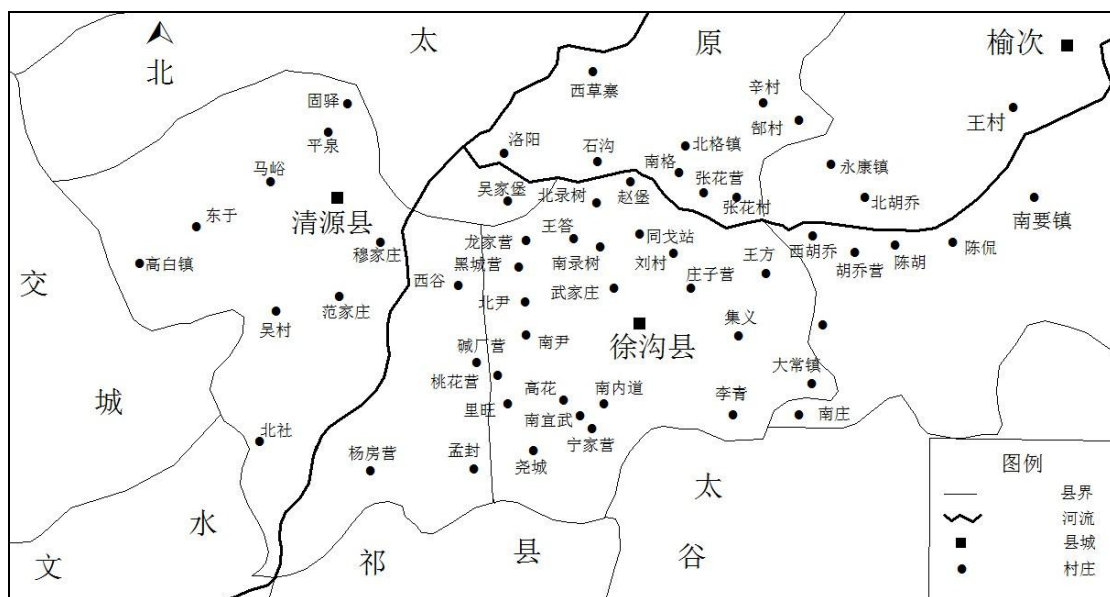 太
原
榆次
北
西草寨
辛村
固驿
郜村
王村
平泉
洛阳
石沟
北格镇
南格
永康镇
马峪
张花营
吴家堡
北录树
赵堡
张花村
北胡乔
南要镇
清源县
东于
王答
同戈站
龙家营
穆家庄
西胡乔
陈侃
高白镇
黑城营
南录树
刘村
王方
胡乔营
陈胡
交
西谷
武家庄
庄子营
范家庄
北尹
吴村
集义
徐沟县
碱厂营
南尹
大常镇
桃花营
高花
南内道
李青
城
里旺
南宜武
南庄
北社
宁家营
杨房营
孟封
尧城
太
图例
县界
水
河流
县
谷
县城
文
祁
村庄